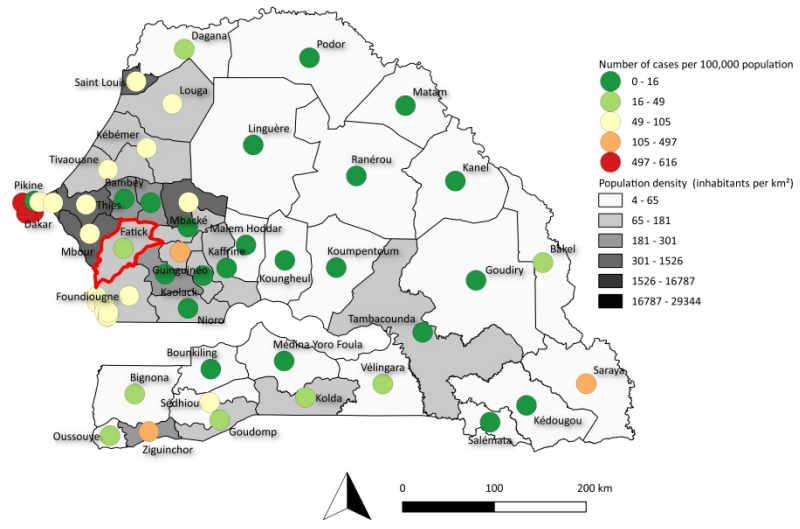 Dagana
Podor
Saint Louis
Louga
Matam
Kébémer
Linguère
Tivaouane
Ranérou
Kanel
Pikine
Bambey
Thies
Dakar
Mbacké
Mbour
Fatick
Malem Hoddar
Kaffrine
Koumpentoum
Bakel
Guinguinéo
Goudiry
Koungheul
Foundiougne
Kaolack
Nioro
Tambacounda
Médina Yoro Foula
Bounkiling
Vélingara
Saraya
Bignona
Sédhiou
Kolda
Kédougou
Goudomp
Oussouye
Salémata
Ziguinchor
Number of cases per 100,000 population
0 - 16
16 - 49
49 - 105
105 - 497
497 - 616
Population density (inhabitants per km²)
4 - 65
65 - 181
181 - 301
301 - 1526
1526 - 16787
16787 - 29344
0 100 200 km